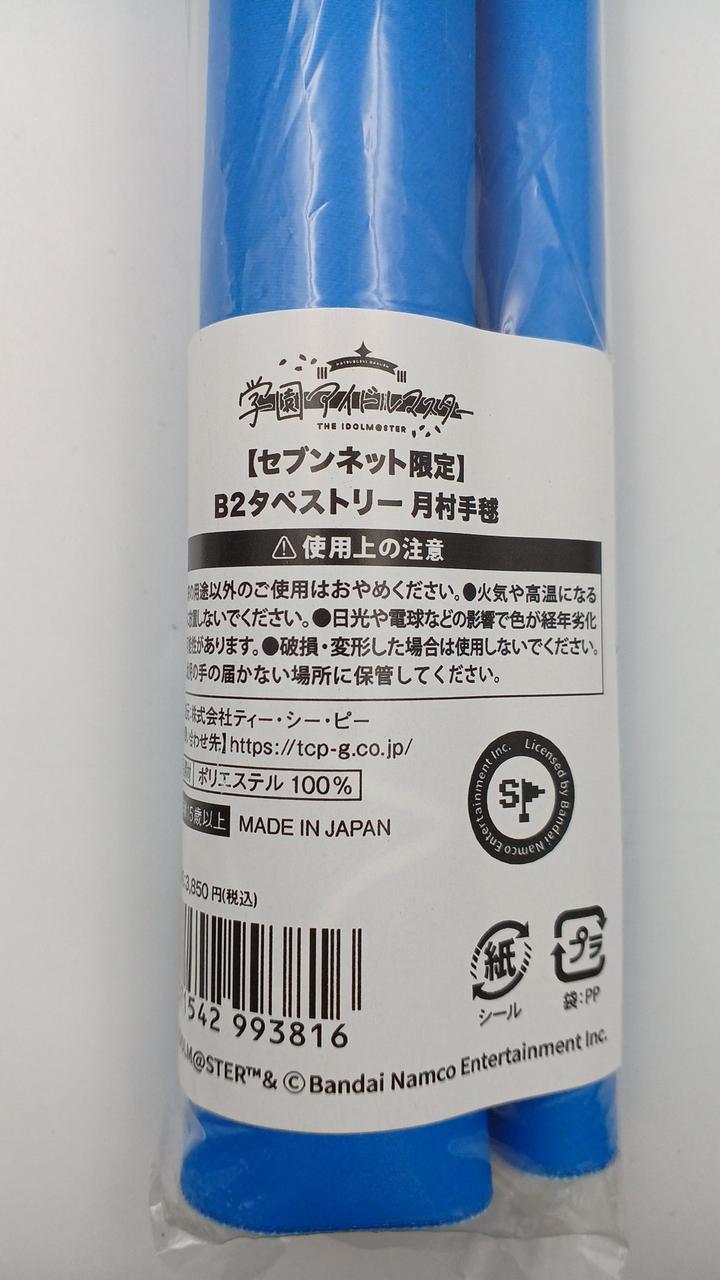 HATSUBOSHI GAKUEN
学園アイドルマスター
THE IDOLM@STER
【セブンネット限定】
B2タペストリー 月村手毬
⚠使用上の注意
の用途以外のご使用はおやめください。●火気や高温になる
しないでください。●日光や電球などの影響で色が経年劣化
性があります。●破損・変形した場合は使用しないでください。
の手の届かない場所に保管してください。
株式会社ティー・シー・ピー
合わせ先】https://tcp-g.co.jp/
ポリエステル 100%
15歳以上 MADE IN JAPAN
Licensed by Bandai Namco Entertainment Inc.
3,850円(税込)
紙
シール
プラ
袋:PP
1542 993816
M@STER™& ©Bandai Namco Entertainment Inc.